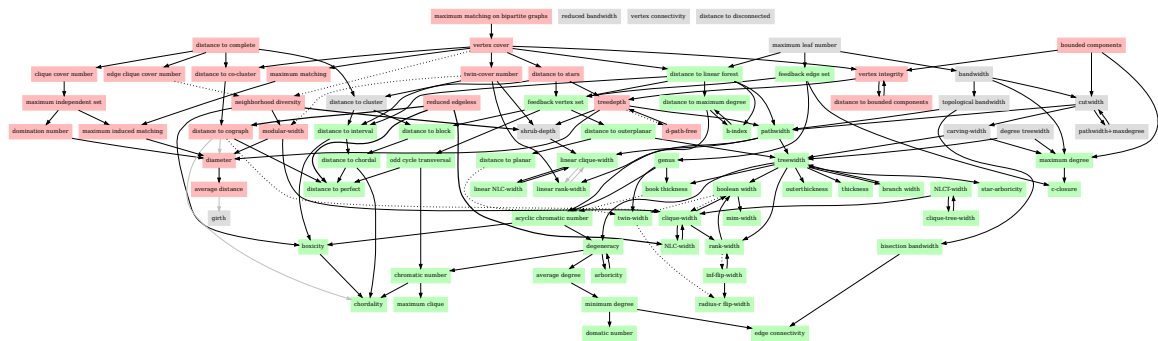 maximum matching on bipartite graphs
reduced bandwidth
vertex connectivity
distance to disconnected
distance to complete
vertex cover
maximum leaf number
bounded components
clique cover number
edge clique cover number
distance to co-cluster
maximum matching
twin-cover number
distance to stars
distance to linear forest
feedback edge set
vertex integrity
bandwidth
maximum independent set
neighborhood diversity
distance to cluster
reduced edgeless
feedback vertex set
treedepth
distance to maximum degree
distance to bounded components
topological bandwidth
cutwidth
domination number
maximum induced matching
distance to cograph
modular-width
distance to interval
distance to block
shrub-depth
distance to outerplanar
d-path-free
h-index
pathwidth
carving-width
degree treewidth
pathwidth+maxdegree
diameter
distance to chordal
odd cycle transversal
distance to planar
linear clique-width
genus
treewidth
maximum degree
average distance
distance to perfect
linear NLC-width
linear rank-width
book thickness
boolean width
outerthickness
thickness
branch width
NLCT-width
star-arboricity
c-closure
girth
acyclic chromatic number
twin-width
clique-width
mim-width
clique-tree-width
boxicity
degeneracy
NLC-width
rank-width
bisection bandwidth
chromatic number
average degree
arboricity
inf-flip-width
chordality
maximum clique
minimum degree
radius-r flip-width
domatic number
edge connectivity